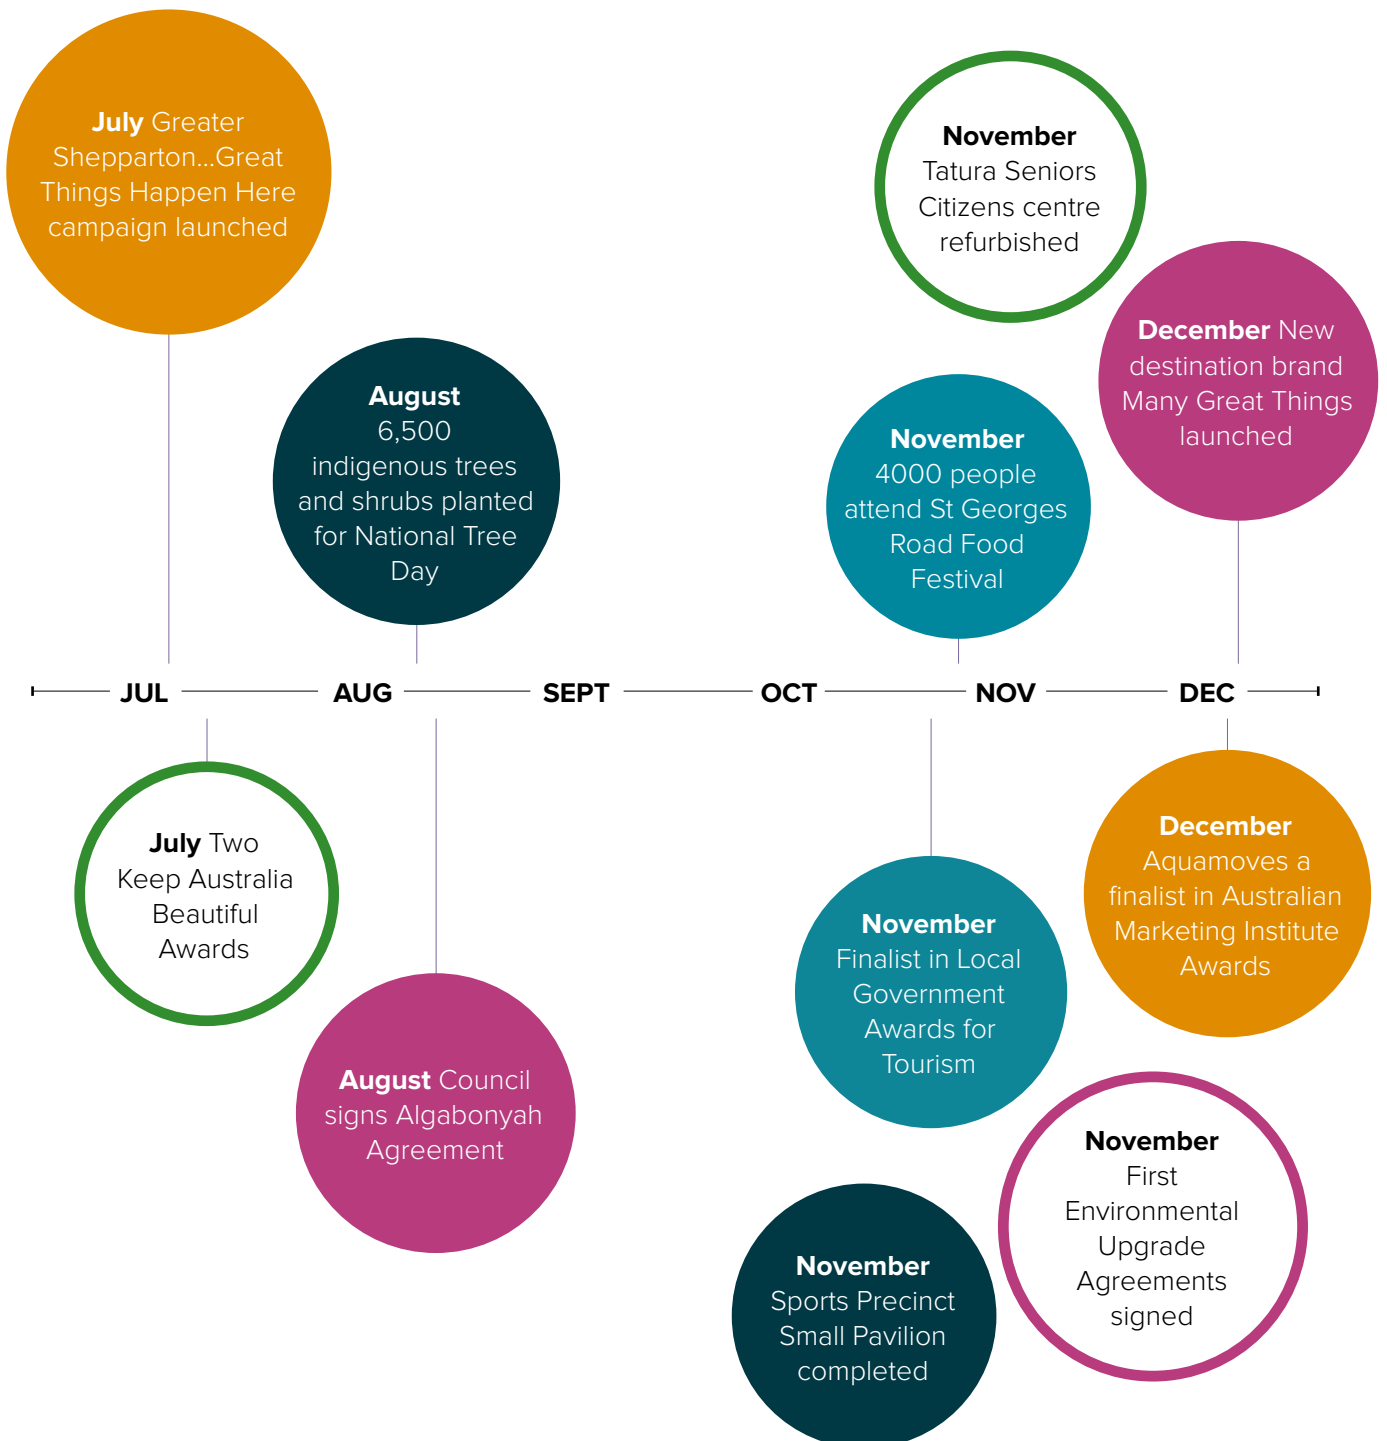 July Greater
Shepparton...Great
Things Happen Here
campaign launched
November
Tatura Seniors
Citizens centre
refurbished
December New
destination brand
Many Great Things
launched
August
6,500
indigenous trees
and shrubs planted
for National Tree
Day
November
4000 people
attend St Georges
Road Food
Festival
JUL AUG SEPT OCT NOV DEC
July Two
Keep Australia
Beautiful
Awards
August Council
signs Algabonyah
Agreement
November
Finalist in Local
Government
Awards for
Tourism
December
Aquamoves a
finalist in Australian
Marketing Institute
Awards
November
Sports Precinct
Small Pavilion
completed
November
First
Environmental
Upgrade
Agreements
signed